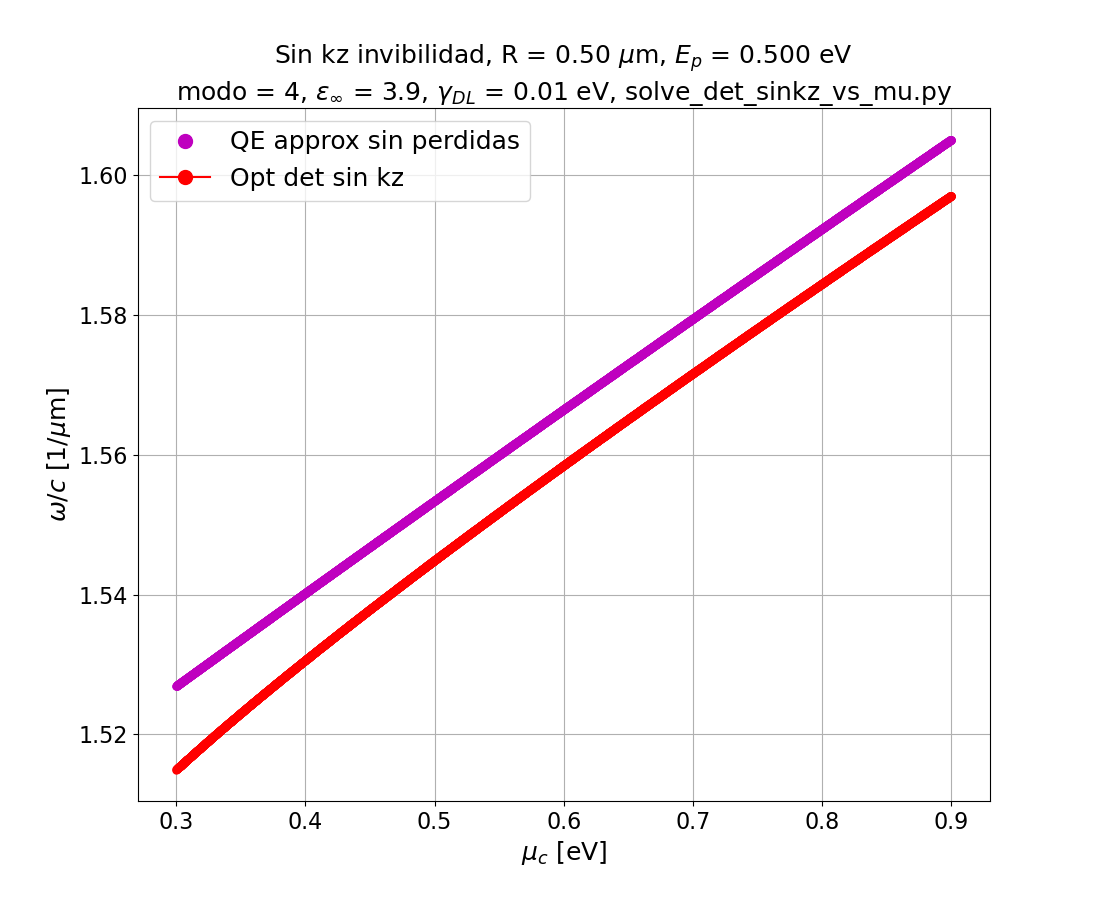 Sin kz invibilidad, R = 0.50 μm, E_p = 0.500 eV
modo = 4, ε_∞ = 3.9, γ_DL = 0.01 eV, solve_det_sinkz_vs_mu.py
QE approx sin perdidas
Opt det sin kz
1.60
1.58
1.56
1.54
1.52
ω/c [1/μm]
0.3 0.4 0.5 0.6 0.7 0.8 0.9
μ_c [eV]